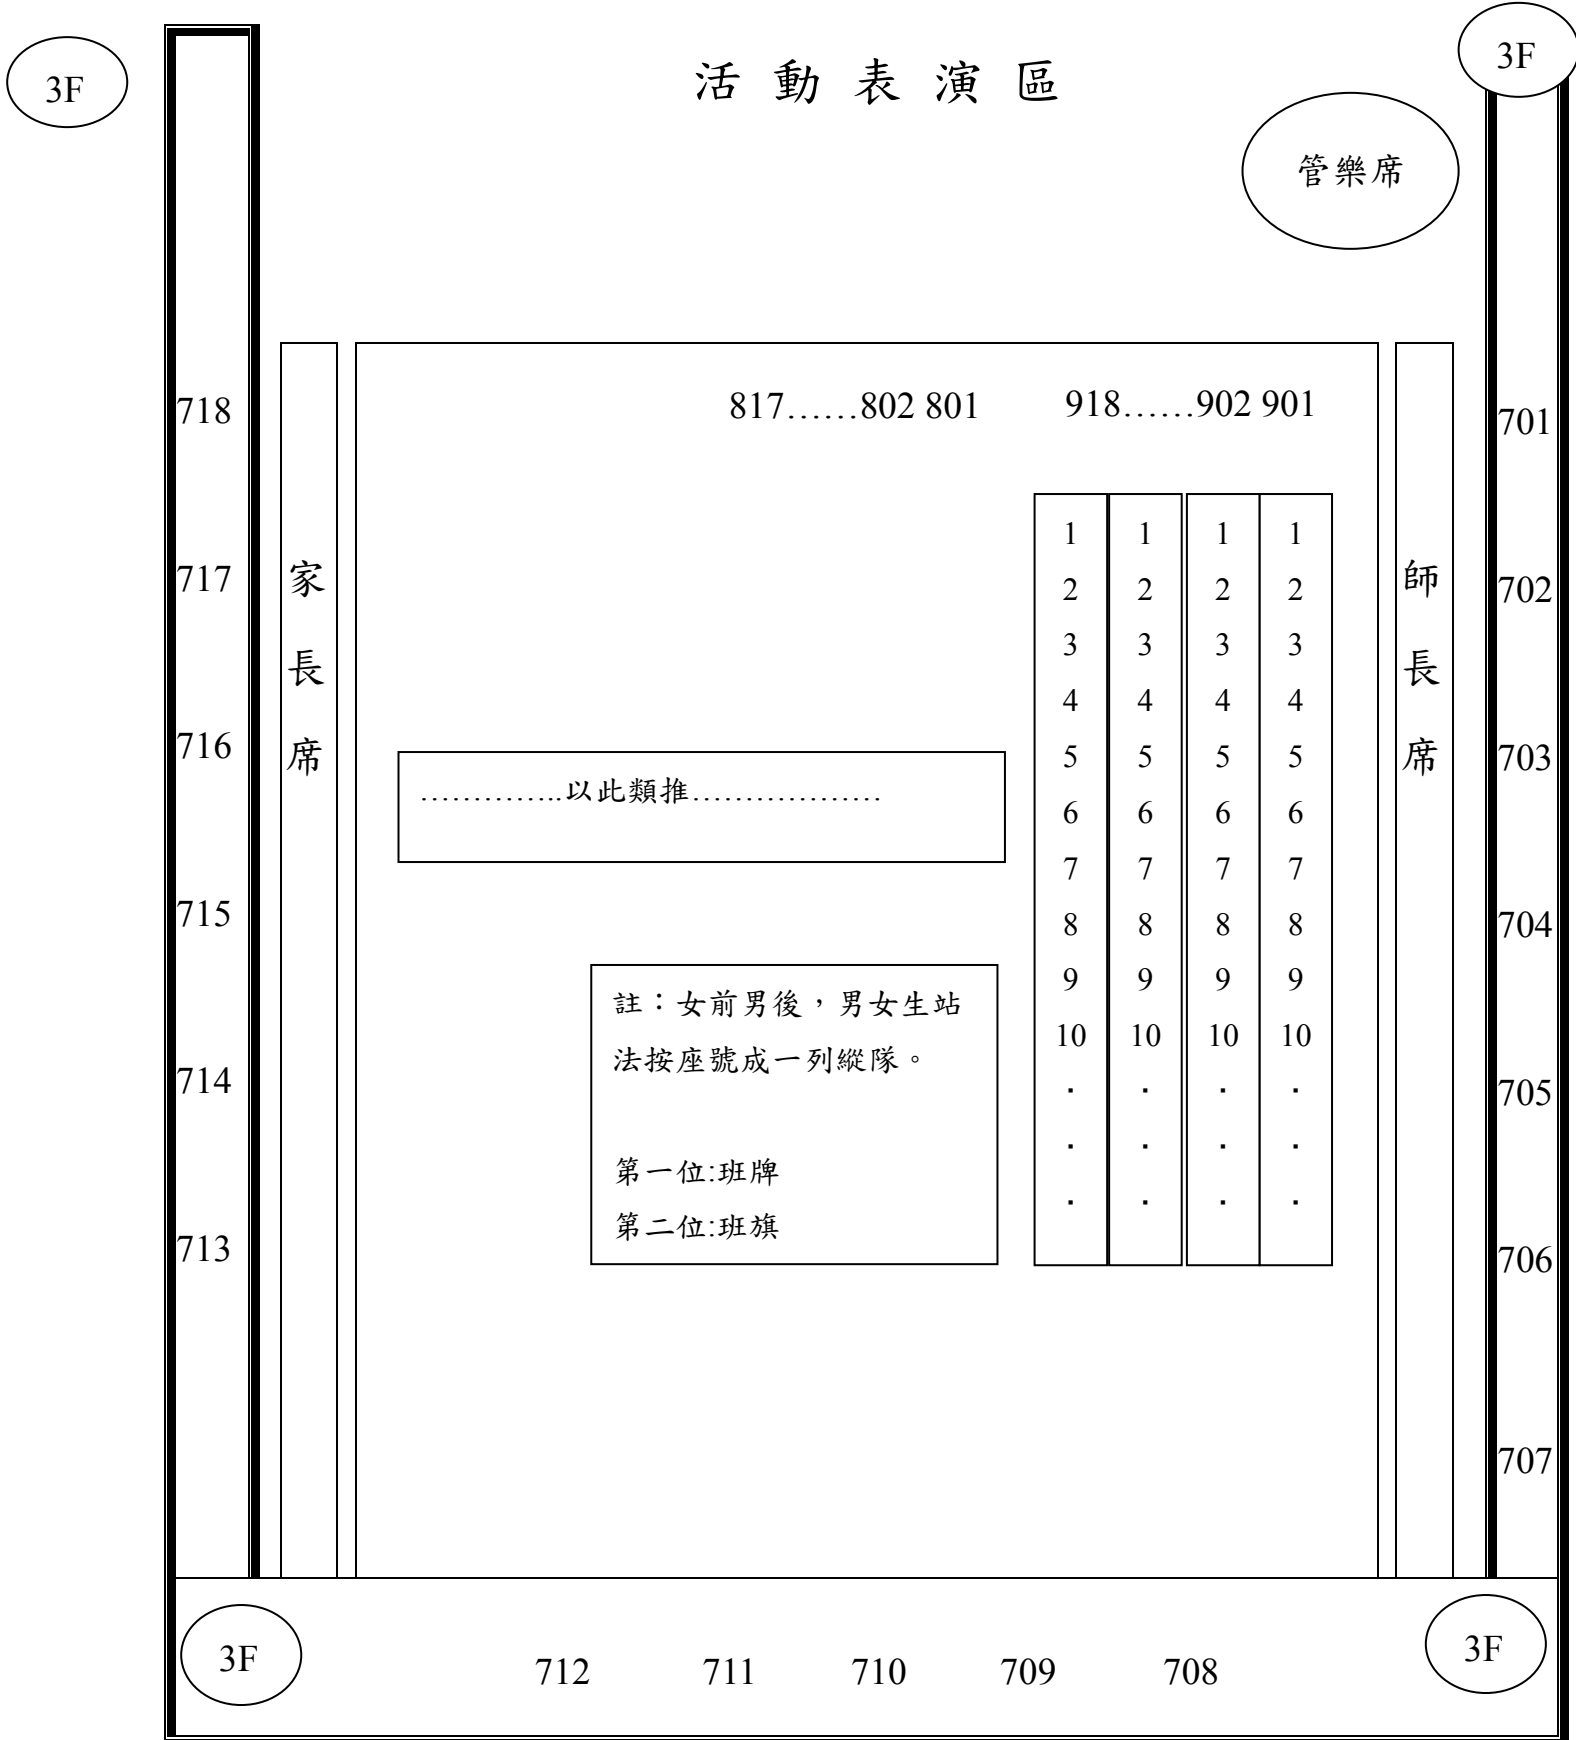 3F
活動表演區
3F
管樂席
817……802 801 918……902 901
718
701
1 1 1 1
717
家長席
師長席
702
2 2 2 2
3 3 3 3
4 4 4 4
716
703
5 5 5 5
…………..以此類推………………
6 6 6 6
7 7 7 7
715
704
8 8 8 8
9 9 9 9
註：女前男後，男女生站
法按座號成一列縱隊。
10 10 10 10
714
705
. . . .
. . . .
第一位:班牌
. . . .
第二位:班旗
713
706
707
3F
3F
712 711 710 709 708